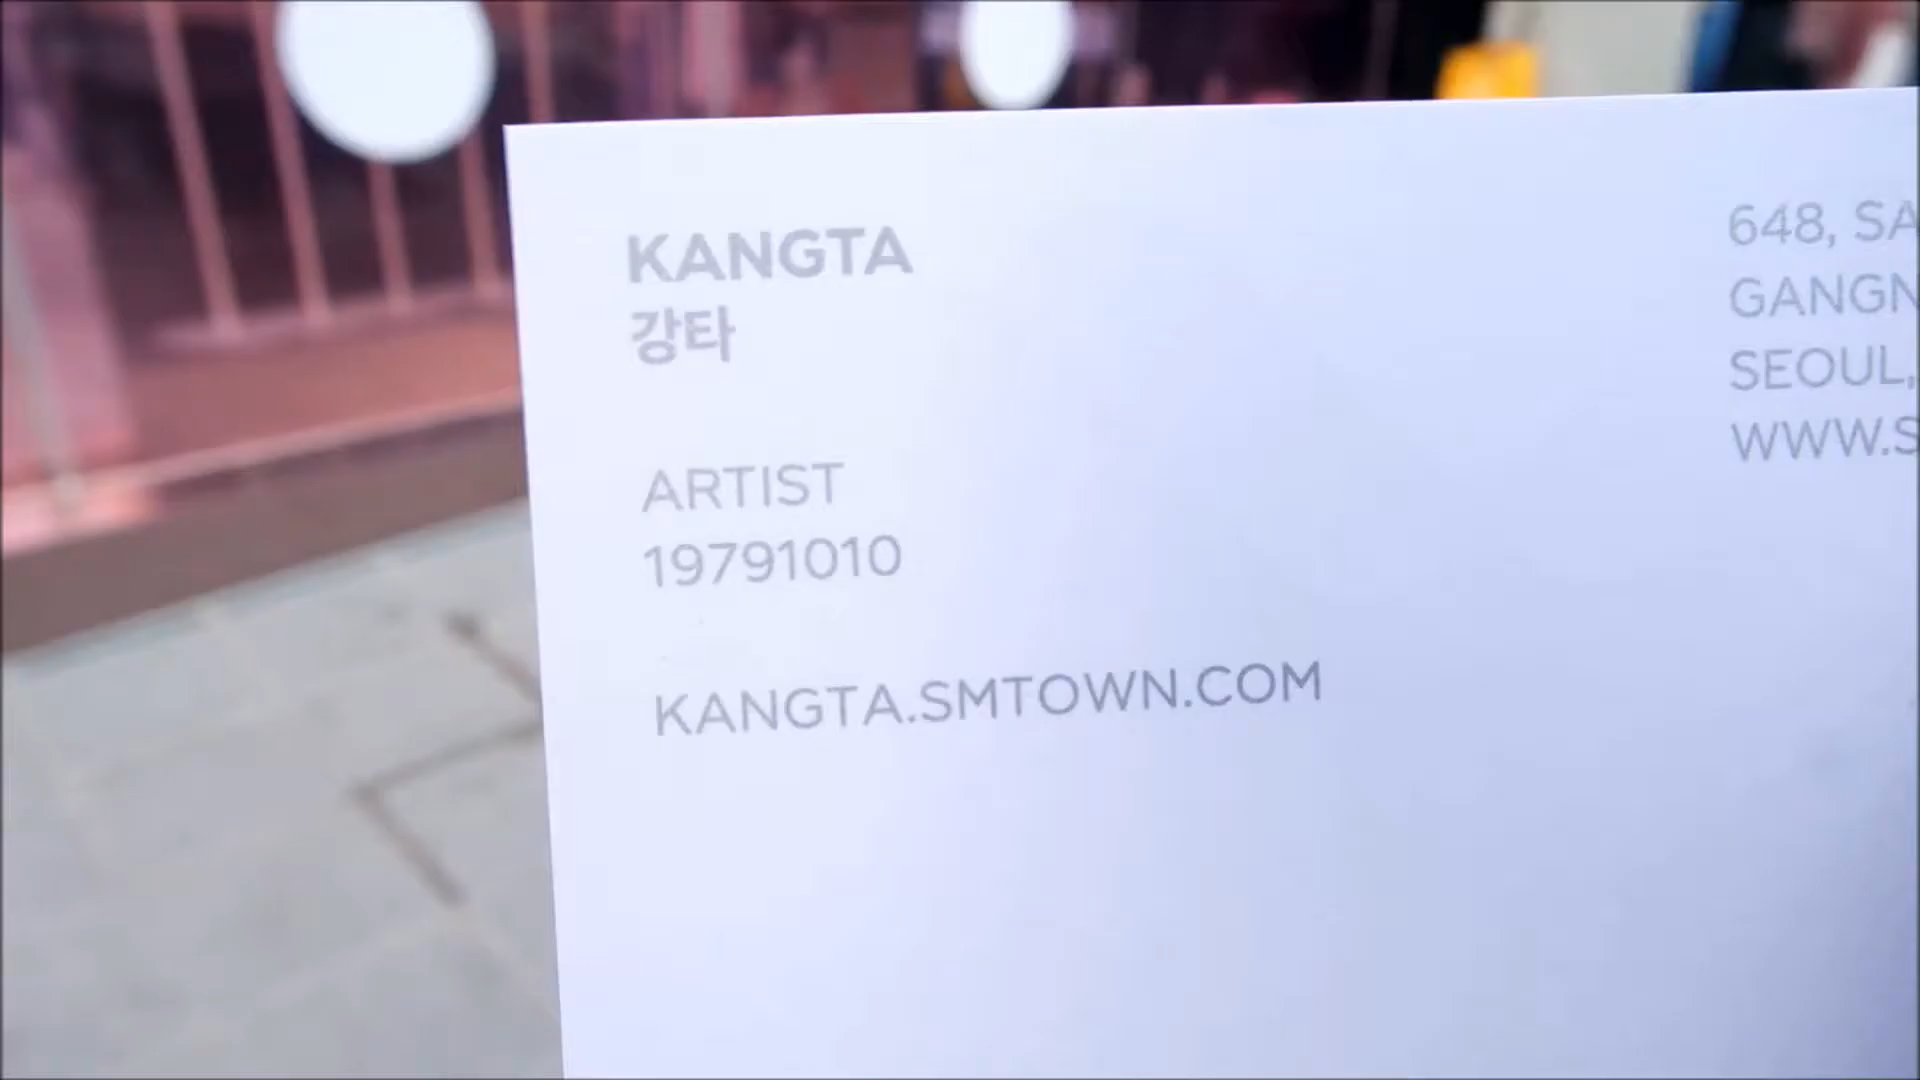 KANGTA
강타
ARTIST
19791010
KANGTA.SMTOWN.COM
648, SA
GANGN
SEOUL,
WWW.S